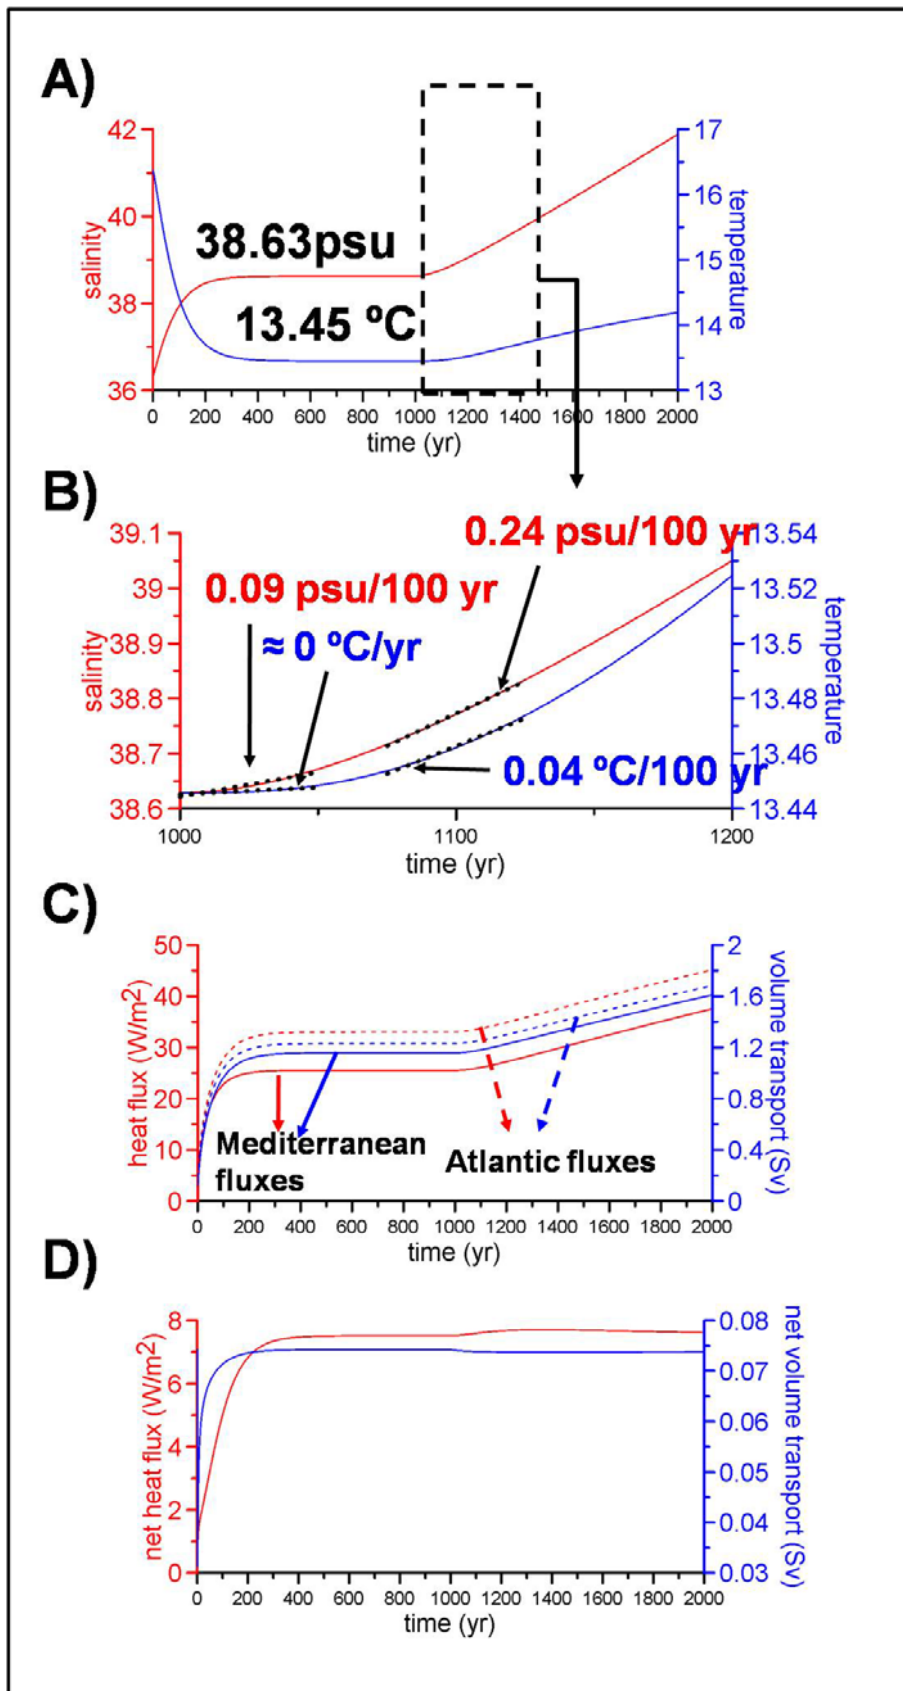 A)
42
40
38
36
salinity
38.63psu
13.45 ºC
17
16
15
14
13
temperature
0 200 400 600 800 1000 1200 1400 1600 1800 2000
time (yr)
B)
39.1
39
38.9
38.8
38.7
38.6
salinity
0.24 psu/100 yr
0.09 psu/100 yr
≈ 0 ºC/yr
0.04 ºC/100 yr
13.54
13.52
13.5
13.48
13.46
13.44
temperature
1000 1100 1200
time (yr)
C)
50
40
30
20
10
0
heat flux (W/m2)
Mediterranean
fluxes
Atlantic fluxes
2
1.6
1.2
0.8
0.4
0
volume transport (Sv)
0 200 400 600 800 1000 1200 1400 1600 1800 2000
time (yr)
D)
8
6
4
2
0
net heat flux (W/m2)
0.08
0.07
0.06
0.05
0.04
0.03
net volume transport (Sv)
0 200 400 600 800 1000 1200 1400 1600 1800 2000
time (yr)